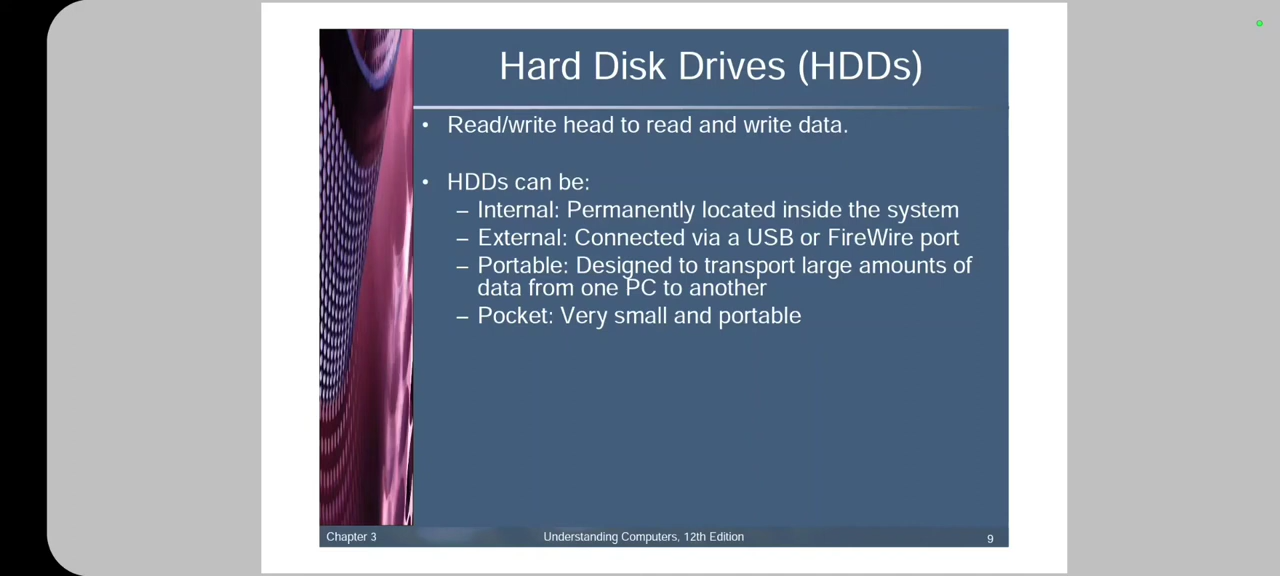 Hard Disk Drives (HDDs)
• Read/write head to read and write data.
• HDDs can be:
– Internal: Permanently located inside the system
– External: Connected via a USB or FireWire port
– Portable: Designed to transport large amounts of
data from one PC to another
– Pocket: Very small and portable
Chapter 3
Understanding Computers, 12th Edition
9